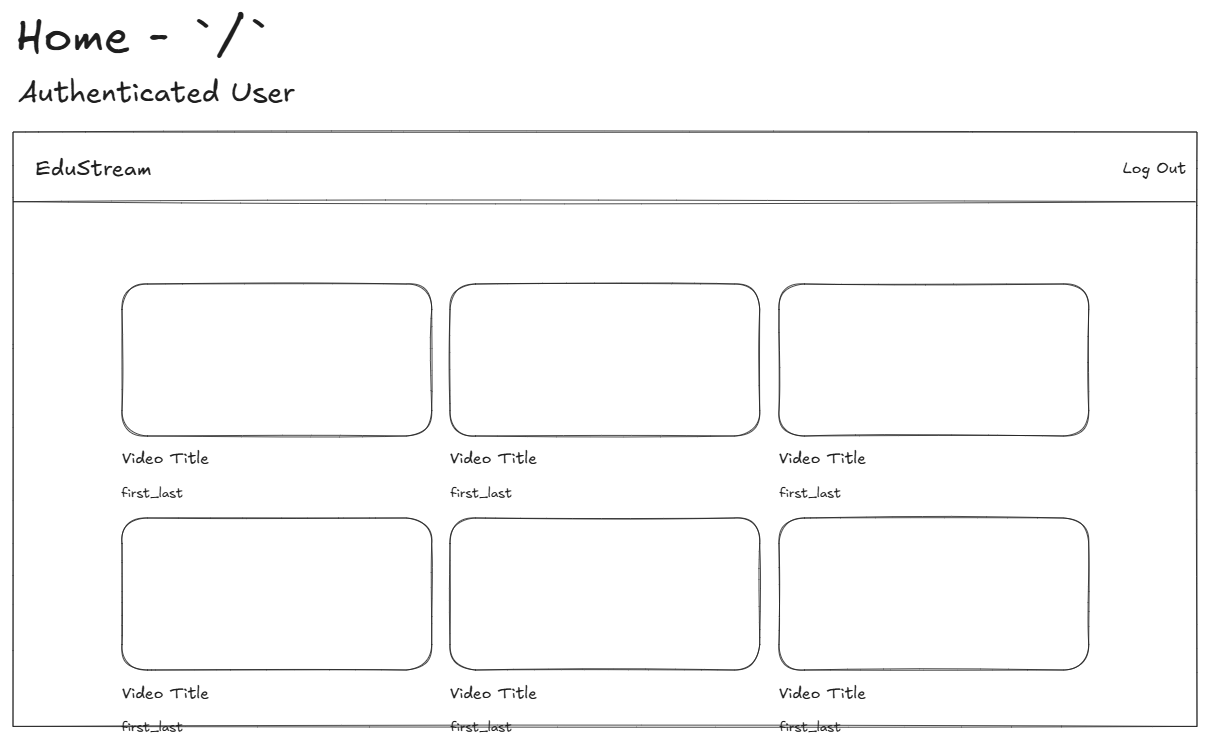 Home - `/`
Authenticated User
EduStream
Log Out
Video Title
Video Title
Video Title
first_last
first_last
first_last
Video Title
Video Title
Video Title
first_last
first_last
first_last